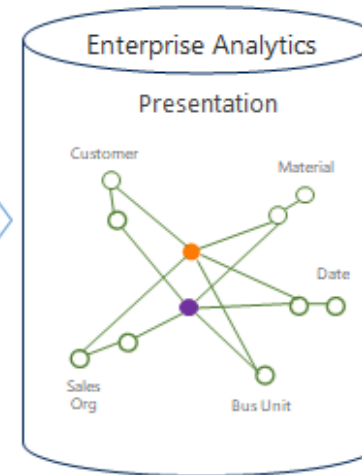 Enterprise Analytics
Presentation
Customer
Material
Date
Sales
Org
Bus Unit